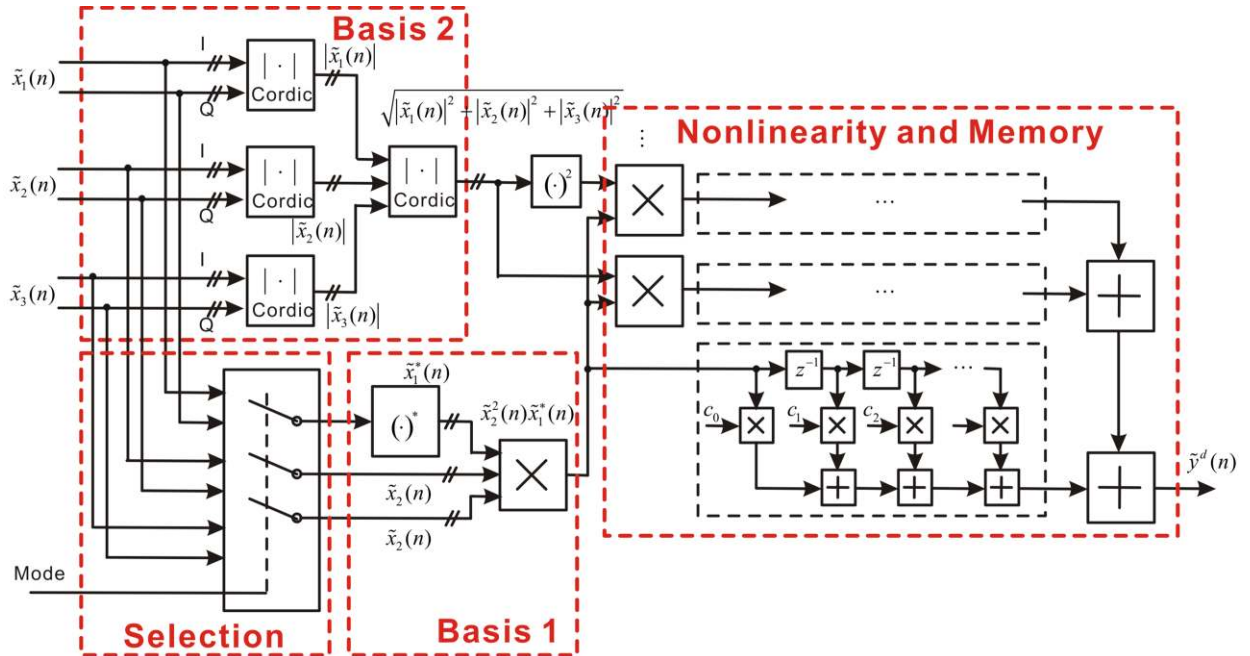 Basis 2
I
x̃₁(n)
Q
| · |
Cordic
|x̃₁(n)|
√|x̃₁(n)|² + |x̃₂(n)|² + |x̃₃(n)|²
I
x̃₂(n)
Q
| · |
Cordic
|x̃₂(n)|
| · |
Cordic
(·)²
I
x̃₃(n)
Q
| · |
Cordic
|x̃₃(n)|
Nonlinearity and Memory
⋮
×
...
×
...
+
z⁻¹
z⁻¹
...
c₀
×
c₁
×
c₂
×
×
+
+
+
+
ỹᵈ(n)
x̃₁*(n)
(·)*
x̃₂²(n)x̃₁*(n)
×
x̃₂(n)
x̃₂(n)
Mode
Selection
Basis 1